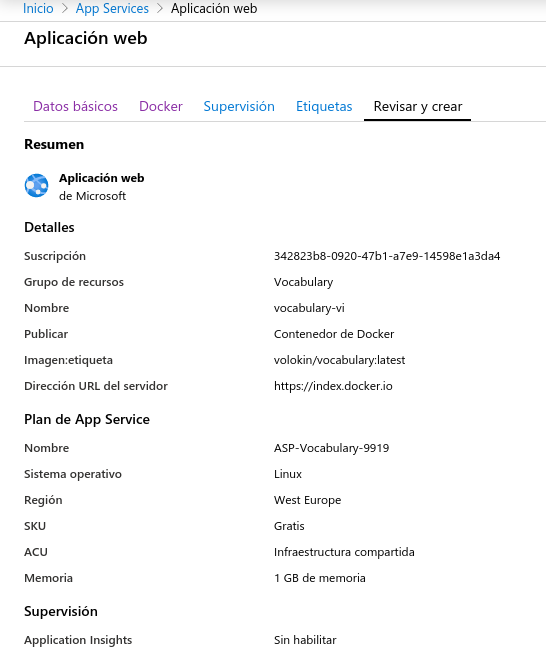 Inicio > App Services > Aplicación web
Aplicación web
Datos básicos Docker Supervisión Etiquetas Revisar y crear
Resumen
Aplicación web
de Microsoft
Detalles
Suscripción 342823b8-0920-47b1-a7e9-14598e1a3da4
Grupo de recursos Vocabulary
Nombre vocabulary-vi
Publicar Contenedor de Docker
Imagen:etiqueta volokin/vocabulary:latest
Dirección URL del servidor https://index.docker.io
Plan de App Service
Nombre ASP-Vocabulary-9919
Sistema operativo Linux
Región West Europe
SKU Gratis
ACU Infraestructura compartida
Memoria 1 GB de memoria
Supervisión
Application Insights Sin habilitar